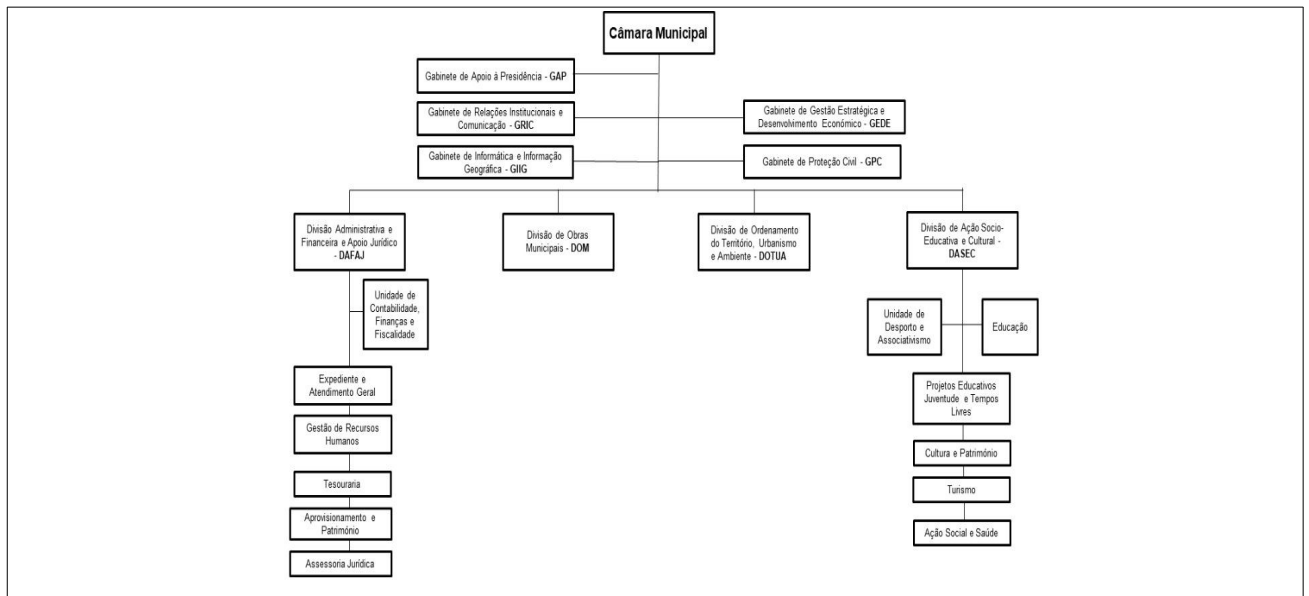 Câmara Municipal
Gabinete de Apoio à Presidência - GAP
Gabinete de Relações Institucionais e
Comunicação - GRIC
Gabinete de Gestão Estratégica e
Desenvolvimento Económico - GEDE
Gabinete de Informática e Informação
Geográfica - GIIG
Gabinete de Proteção Civil - GPC
Divisão Administrativa e
Financeira e Apoio Jurídico
- DAFAJ
Divisão de Obras
Municipais - DOM
Divisão de Ordenamento
do Território, Urbanismo
e Ambiente - DOTUA
Divisão de Ação Socio-
Educativa e Cultural -
DASEC
Unidade de
Contabilidade,
Finanças e
Fiscalidade
Expediente e
Atendimento Geral
Gestão de Recursos
Humanos
Tesouraria
Aprovisionamento e
Património
Assessoria Jurídica
Unidade de
Desporto e
Associativismo
Educação
Projetos Educativos
Juventude e Tempos
Livres
Cultura e Património
Turismo
Ação Social e Saúde